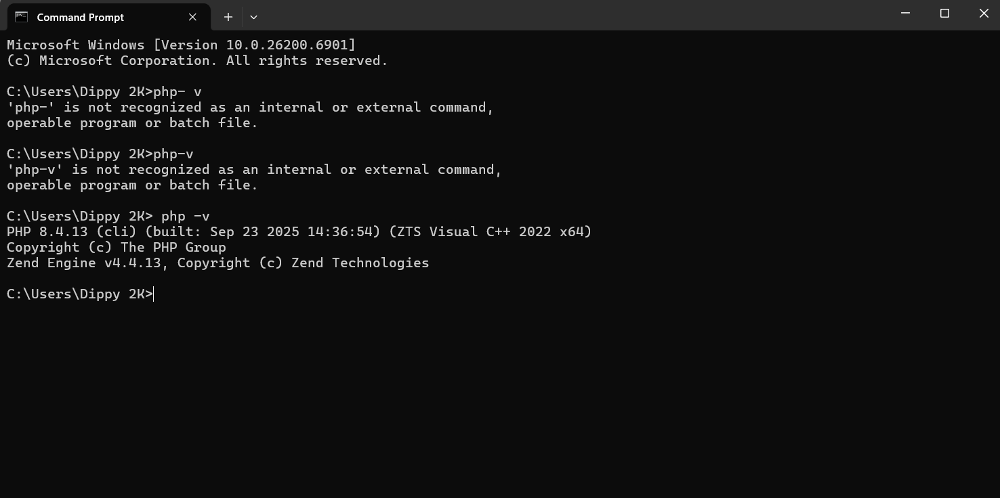 Command Prompt
Microsoft Windows [Version 10.0.26200.6901]
(c) Microsoft Corporation. All rights reserved.
C:\Users\Dippy 2K>php- v
'php-' is not recognized as an internal or external command,
operable program or batch file.
C:\Users\Dippy 2K>php-v
'php-v' is not recognized as an internal or external command,
operable program or batch file.
C:\Users\Dippy 2K> php -v
PHP 8.4.13 (cli) (built: Sep 23 2025 14:36:54) (ZTS Visual C++ 2022 x64)
Copyright (c) The PHP Group
Zend Engine v4.4.13, Copyright (c) Zend Technologies
C:\Users\Dippy 2K>